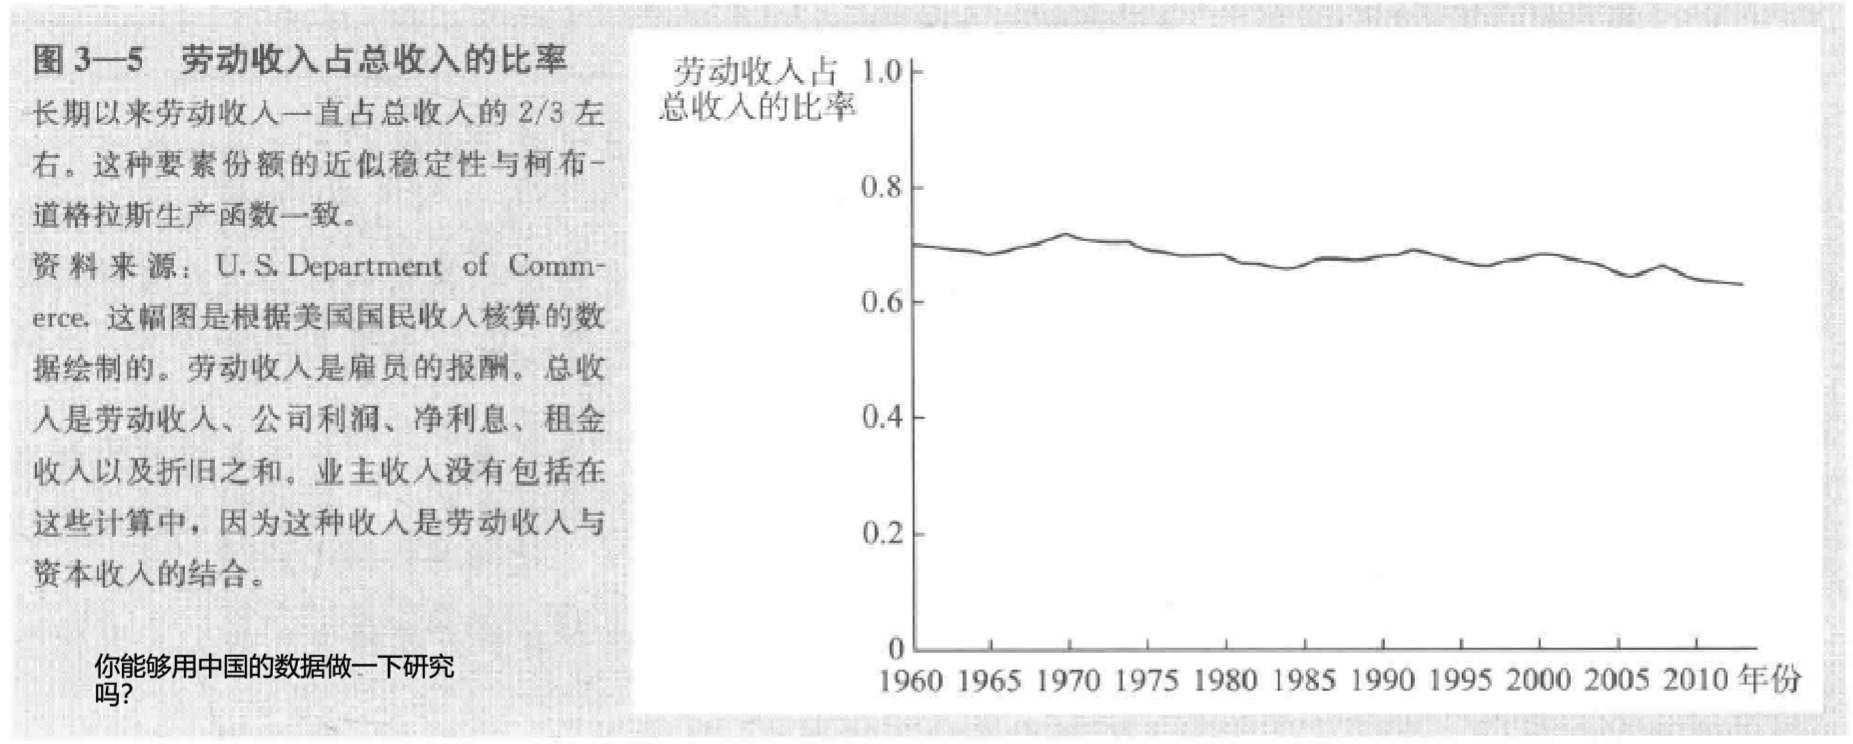 图 3—5 劳动收入占总收入的比率
长期以来劳动收入一直占总收入的 2/3 左
右。这种要素份额的近似稳定性与柯布-
道格拉斯生产函数一致。
资料来源：U. S. Department of Comm-
erce. 这幅图是根据美国国民收入核算的数
据绘制的。劳动收入是雇员的报酬。总收
入是劳动收入、公司利润、净利息、租金
收入以及折旧之和。业主收入没有包括在
这些计算中，因为这种收入是劳动收入与
资本收入的结合。
你能够用中国的数据做一下研究
吗？
劳动收入占
总收入的比率
1.0
0.8
0.6
0.4
0.2
0
1960 1965 1970 1975 1980 1985 1990 1995 2000 2005 2010 年份